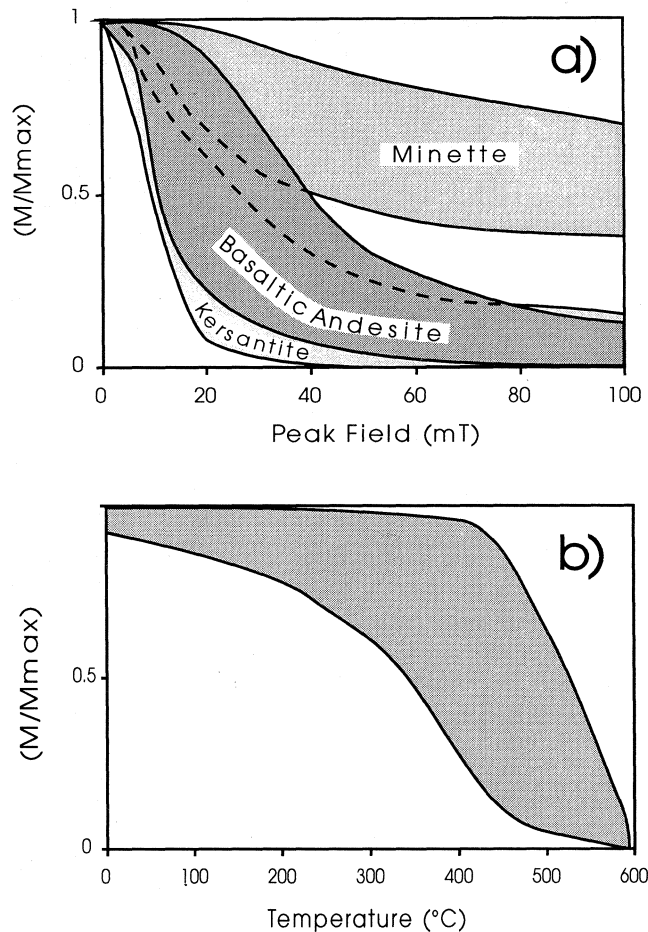 1
a)
(M/Mmax)
Minette
0.5
Basaltic Andesite
Kersantite
0
0 20 40 60 80 100
Peak Field (mT)
b)
(M/Mmax)
0.5
0
0 100 200 300 400 500 600
Temperature (°C)